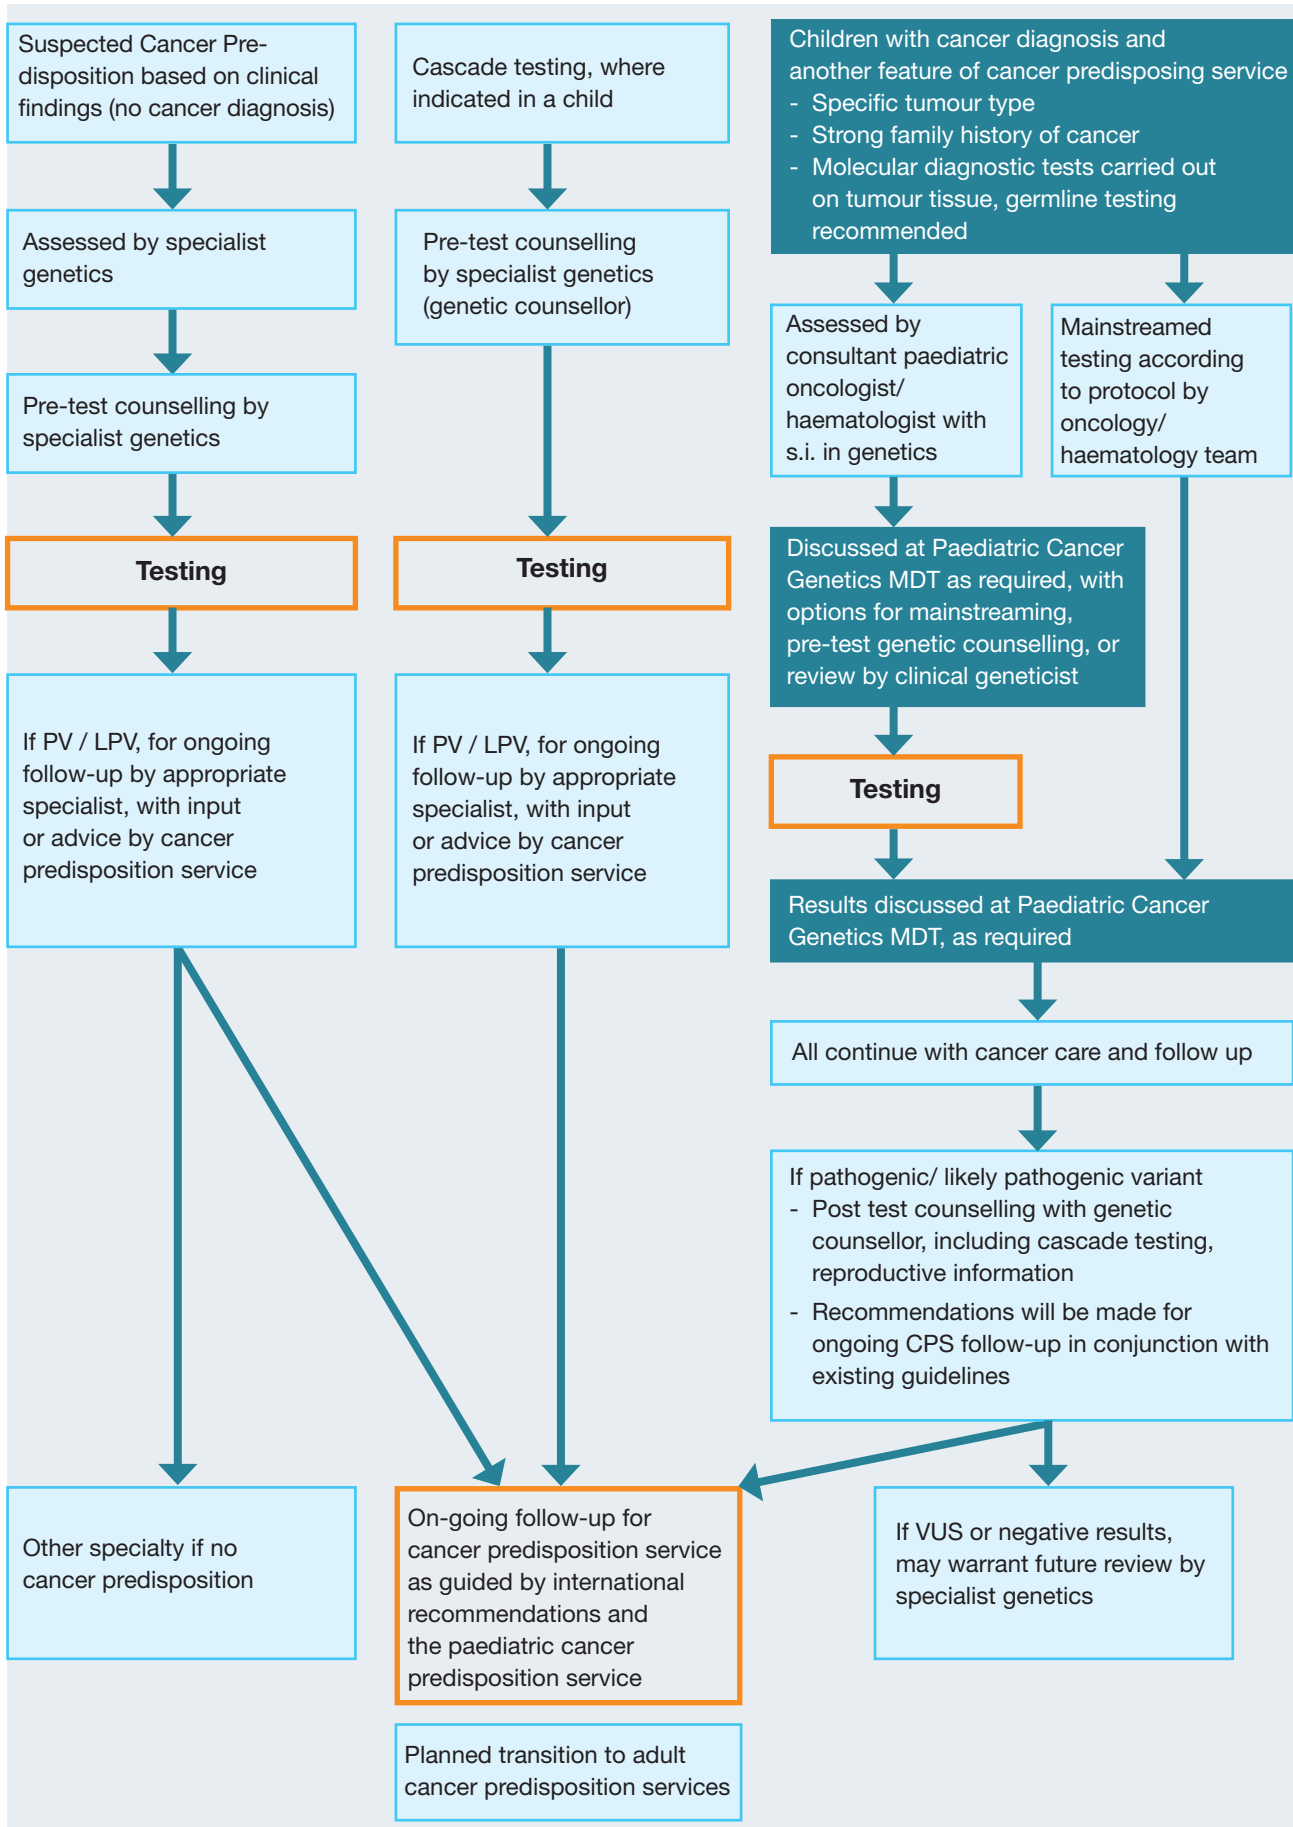 Suspected Cancer Pre-
disposition based on clinical
findings (no cancer diagnosis)
Assessed by specialist
genetics
Pre-test counselling by
specialist genetics
Testing
If PV / LPV, for ongoing
follow-up by appropriate
specialist, with input
or advice by cancer
predisposition service
Other specialty if no
cancer predisposition
Cascade testing, where
indicated in a child
Pre-test counselling
by specialist genetics
(genetic counsellor)
Testing
If PV / LPV, for ongoing
follow-up by appropriate
specialist, with input
or advice by cancer
predisposition service
On-going follow-up for
cancer predisposition service
as guided by international
recommendations and
the paediatric cancer
predisposition service
Planned transition to adult
cancer predisposition services
Children with cancer diagnosis and
another feature of cancer predisposing service
- Specific tumour type
- Strong family history of cancer
- Molecular diagnostic tests carried out
on tumour tissue, germline testing
recommended
Assessed by
consultant paediatric
oncologist/
haematologist with
s.i. in genetics
Mainstreamed
testing according
to protocol by
oncology/
haematology team
Discussed at Paediatric Cancer
Genetics MDT as required, with
options for mainstreaming,
pre-test genetic counselling, or
review by clinical geneticist
Testing
Results discussed at Paediatric Cancer
Genetics MDT, as required
All continue with cancer care and follow up
If pathogenic/ likely pathogenic variant
- Post test counselling with genetic
counsellor, including cascade testing,
reproductive information
- Recommendations will be made for
ongoing CPS follow-up in conjunction with
existing guidelines
If VUS or negative results,
may warrant future review by
specialist genetics